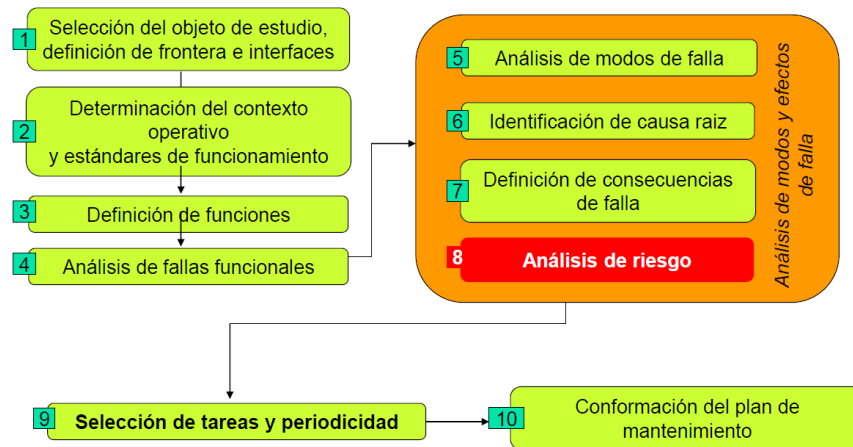 1
Selección del objeto de estudio,
definición de frontera e interfaces
2
Determinación del contexto
operativo
y estándares de funcionamiento
3
Definición de funciones
4
Análisis de fallas funcionales
5
Análisis de modos de falla
6
Identificación de causa raiz
7
Definición de consecuencias
de falla
8
Análisis de riesgo
Análisis de modos y efectos
de falla
9
Selección de tareas y periodicidad
10
Conformación del plan de
mantenimiento